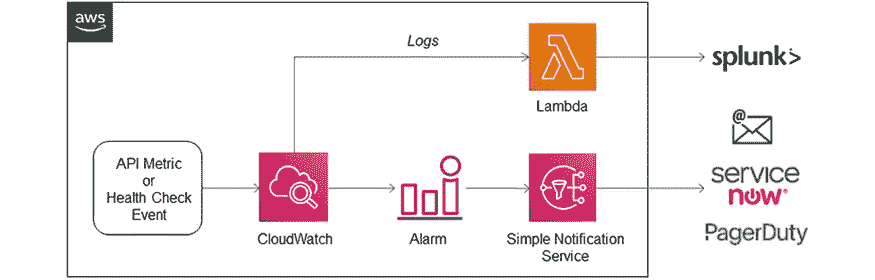 aws
Logs
splunk>
Lambda
@
API Metric
or
Health Check
Event
CloudWatch
Alarm
Simple Notification
Service
service
now
PagerDuty